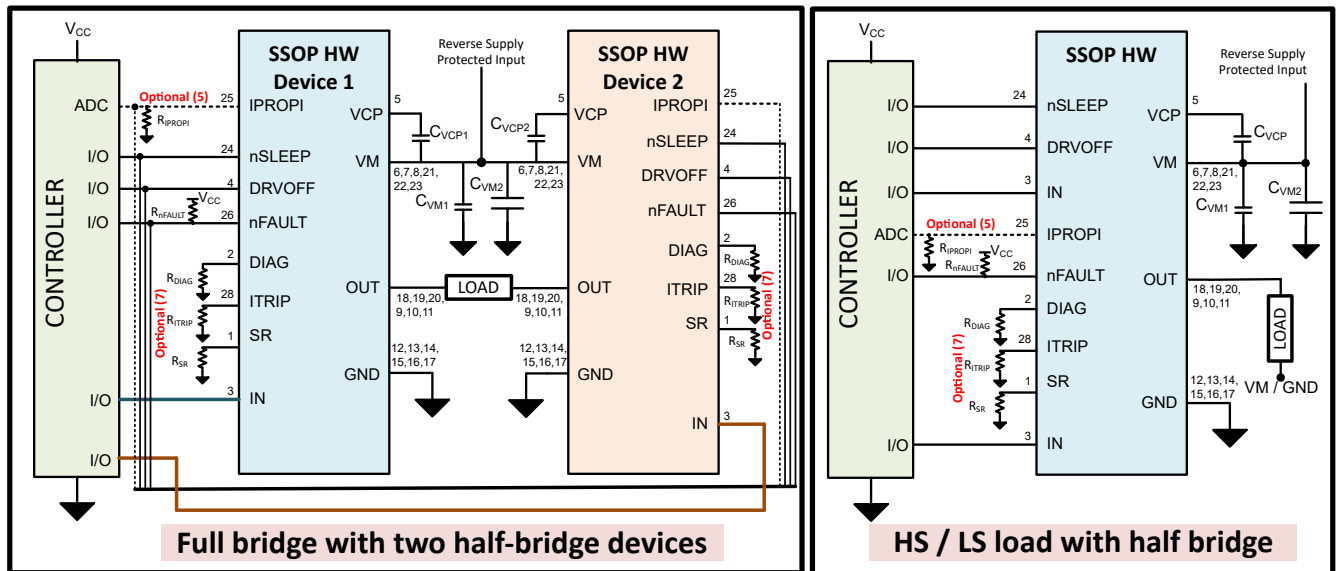 VCC
CONTROLLER
ADC
I/O
I/O
I/O
I/O
I/O
Optional (5)
RIPROPI
VCC
RnFAULT
RDIAG
RITRIP
RSR
Optional (7)
25
24
4
26
2
28
1
3
SSOP HW
Device 1
IPROPI
nSLEEP
DRVOFF
nFAULT
DIAG
ITRIP
SR
IN
VCP
VM
OUT
GND
5
6,7,8,21,
22,23
18,19,20,
9,10,11
12,13,14,
15,16,17
Reverse Supply
Protected Input
CVCP1
CVCP2
CVM1
CVM2
LOAD
5
6,7,8,21,
22,23
18,19,20,
9,10,11
12,13,14,
15,16,17
SSOP HW
Device 2
VCP
VM
OUT
GND
IPROPI
nSLEEP
DRVOFF
nFAULT
DIAG
ITRIP
SR
IN
25
24
4
26
2
28
1
3
RDIAG
RITRIP
RSR
Optional (7)
Full bridge with two half-bridge devices
VCC
CONTROLLER
I/O
I/O
I/O
ADC
I/O
I/O
24
4
3
Optional (5)
25
RIPROPI
VCC
RnFAULT
26
2
RDIAG
28
RITRIP
1
RSR
Optional (7)
3
SSOP HW
nSLEEP
DRVOFF
IN
IPROPI
nFAULT
DIAG
ITRIP
SR
IN
VCP
VM
OUT
GND
Reverse Supply
Protected Input
5
CVCP
6,7,8,21,
22,23
CVM1
CVM2
18,19,20,
9,10,11
LOAD
VM / GND
12,13,14,
15,16,17
HS / LS load with half bridge